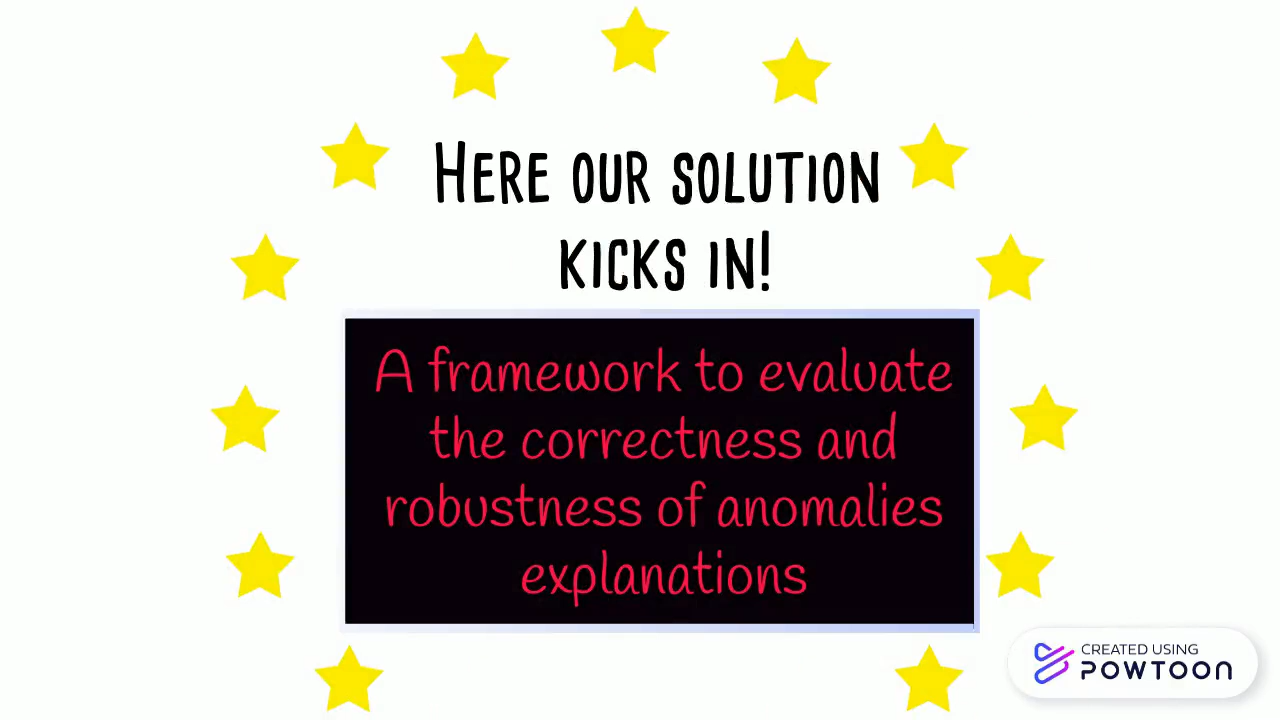 Here our solution
kicks in!
A framework to evaluate
the correctness and
robustness of anomalies
explanations
CREATED USING
POWTOON